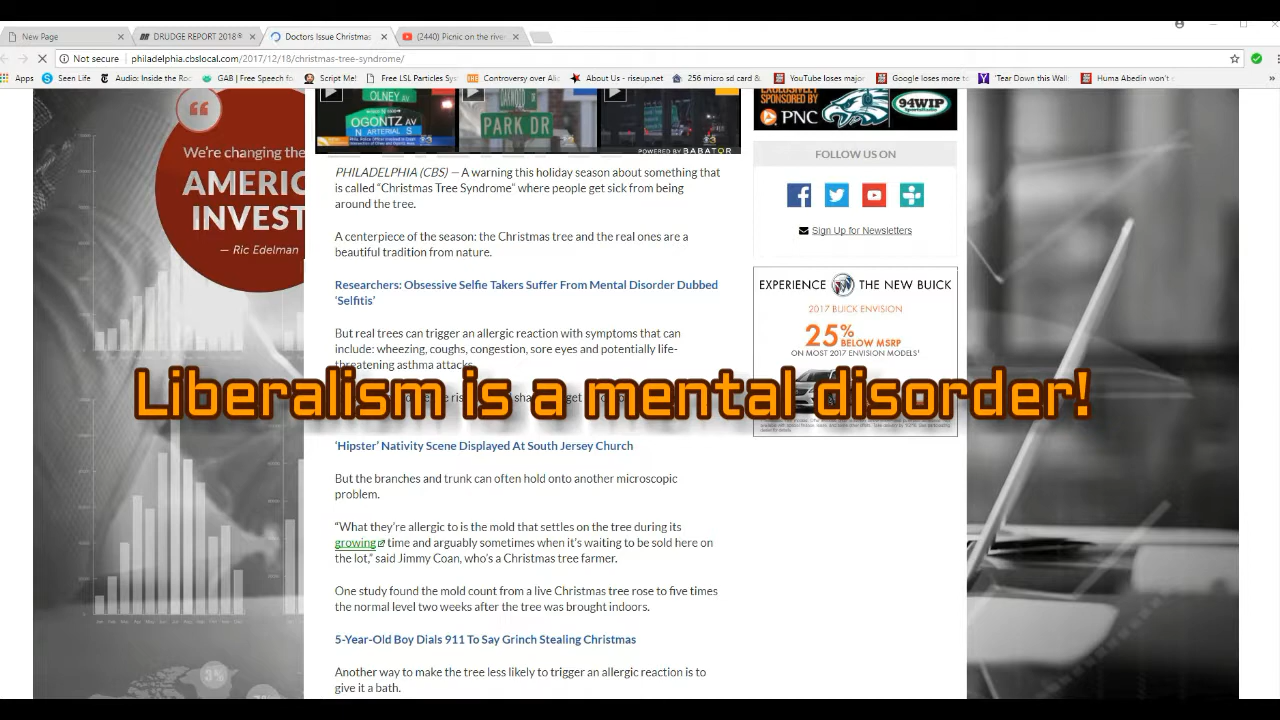 New Page
DRUDGE REPORT 2018®
Doctors Issue Christmas
(2440) Picnic on the river
Not secure
philadelphia.cbslocal.com/2017/12/18/christmas-tree-syndrome/
Apps
Seen Life
Audio: Inside the Roc
GAB | Free Speech fo
Script Me!
Free LSL Particles Sys
Controversy over Ali
About Us - riseup.net
256 micro sd card &
YouTube loses major
Google loses more to
'Tear Down this Wall
Huma Abedin won't
»
We're changing the
AMERIC
INVEST
— Ric Edelman
OLNEY AV
OGONTZ AV
N ARTERIAL S
PARK DR
POWERED BY BABATOR
EXCLUSIVELY
SPONSORED BY
PNC
94WIP
PHILADELPHIA (CBS) — A warning this holiday season about something that
is called “Christmas Tree Syndrome” where people get sick from being
around the tree.
A centerpiece of the season: the Christmas tree and the real ones are a
beautiful tradition from nature.
Researchers: Obsessive Selfie Takers Suffer From Mental Disorder Dubbed
‘Selfitis’
But real trees can trigger an allergic reaction with symptoms that can
include: wheezing, coughs, congestion, sore eyes and potentially life-
threatening asthma attacks.
Liberalism is a mental disorder!
‘Hipster’ Nativity Scene Displayed At South Jersey Church
But the branches and trunk can often hold onto another microscopic
problem.
“What they’re allergic to is the mold that settles on the tree during its
growing time and arguably sometimes when it’s waiting to be sold here on
the lot,” said Jimmy Coan, who’s a Christmas tree farmer.
One study found the mold count from a live Christmas tree rose to five times
the normal level two weeks after the tree was brought indoors.
5-Year-Old Boy Dials 911 To Say Grinch Stealing Christmas
Another way to make the tree less likely to trigger an allergic reaction is to
give it a bath.
FOLLOW US ON
Sign Up for Newsletters
EXPERIENCE THE NEW BUICK
2017 BUICK ENVISION
25% BELOW MSRP
ON MOST 2017 ENVISION MODELS!
3%